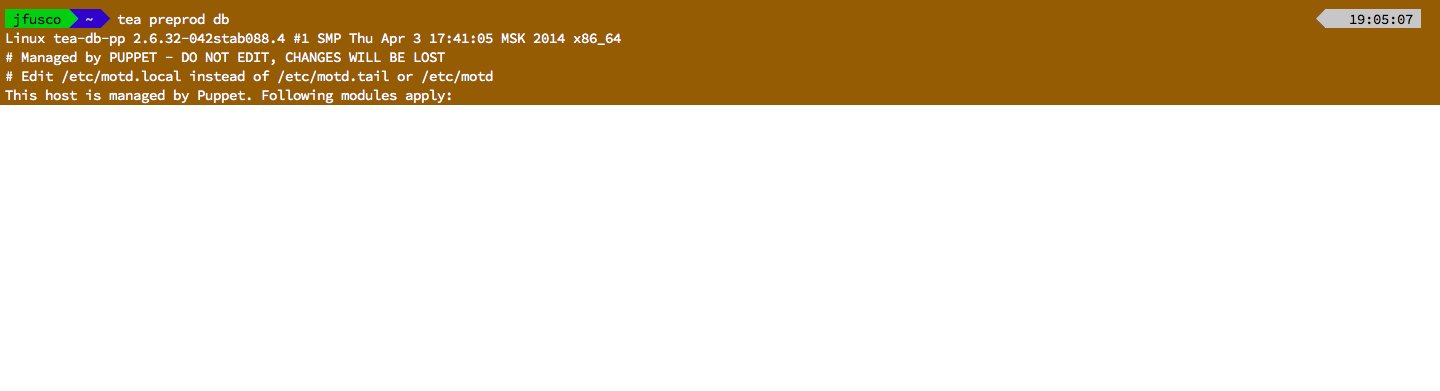 jfusco ~ tea preprod db 19:05:07
Linux tea-db-pp 2.6.32-042stab088.4 #1 SMP Thu Apr 3 17:41:05 MSK 2014 x86_64
# Managed by PUPPET - DO NOT EDIT, CHANGES WILL BE LOST
# Edit /etc/motd.local instead of /etc/motd.tail or /etc/motd
This host is managed by Puppet. Following modules apply: